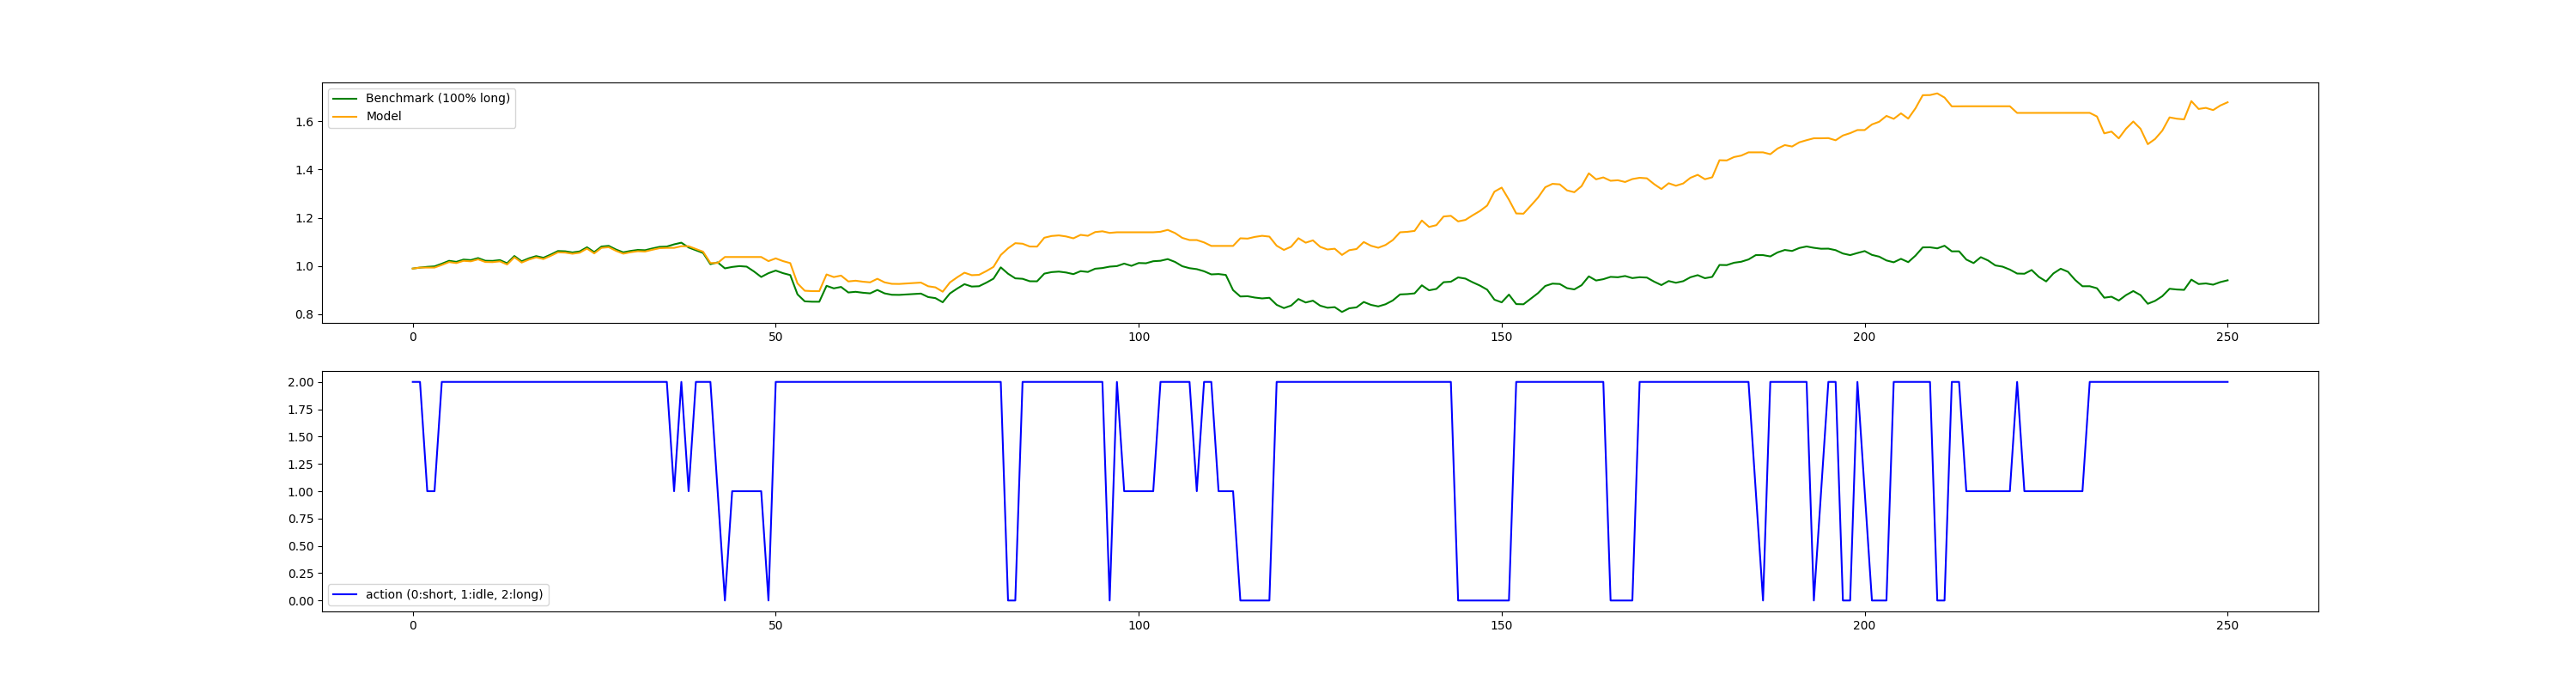 Benchmark (100% long)
Model
1.6
1.4
1.2
1.0
0.8
0 50 100 150 200 250
2.00
1.75
1.50
1.25
1.00
0.75
0.50
0.25
0.00
action (0:short, 1:idle, 2:long)
0 50 100 150 200 250